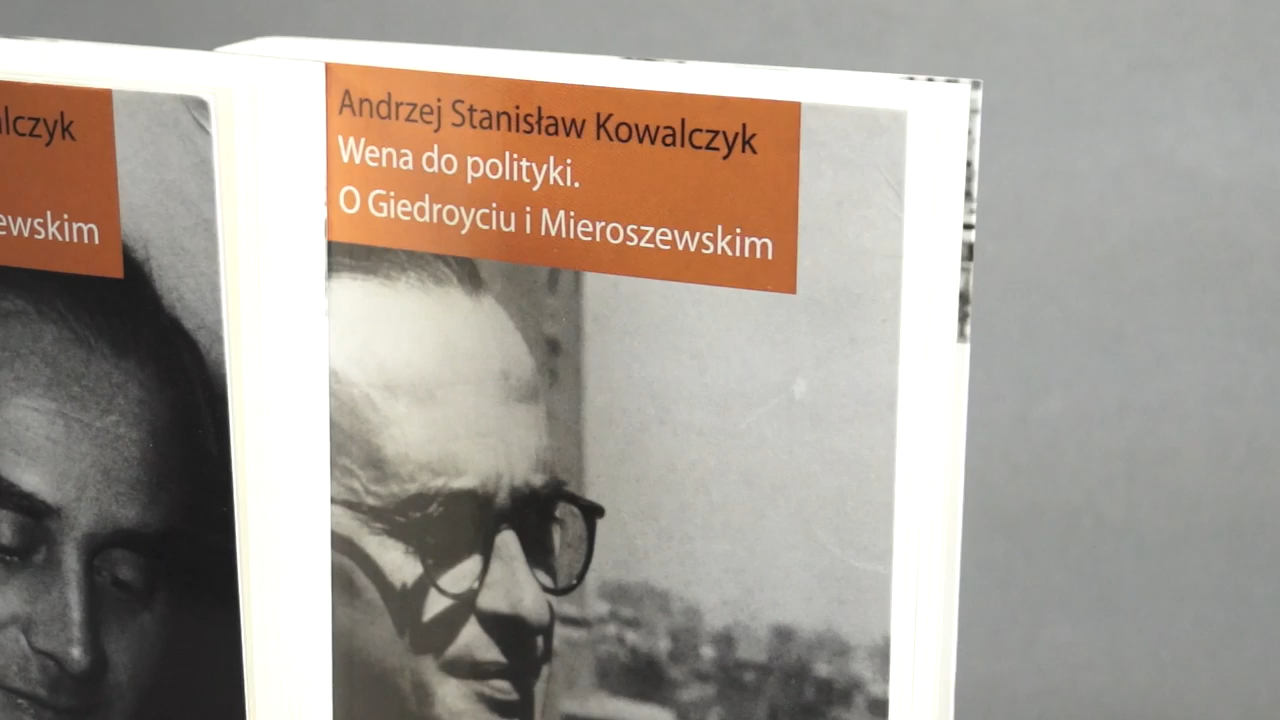 Andrzej Stanisław Kowalczyk
Wena do polityki.
O Giedroyciu i Mieroszewskim